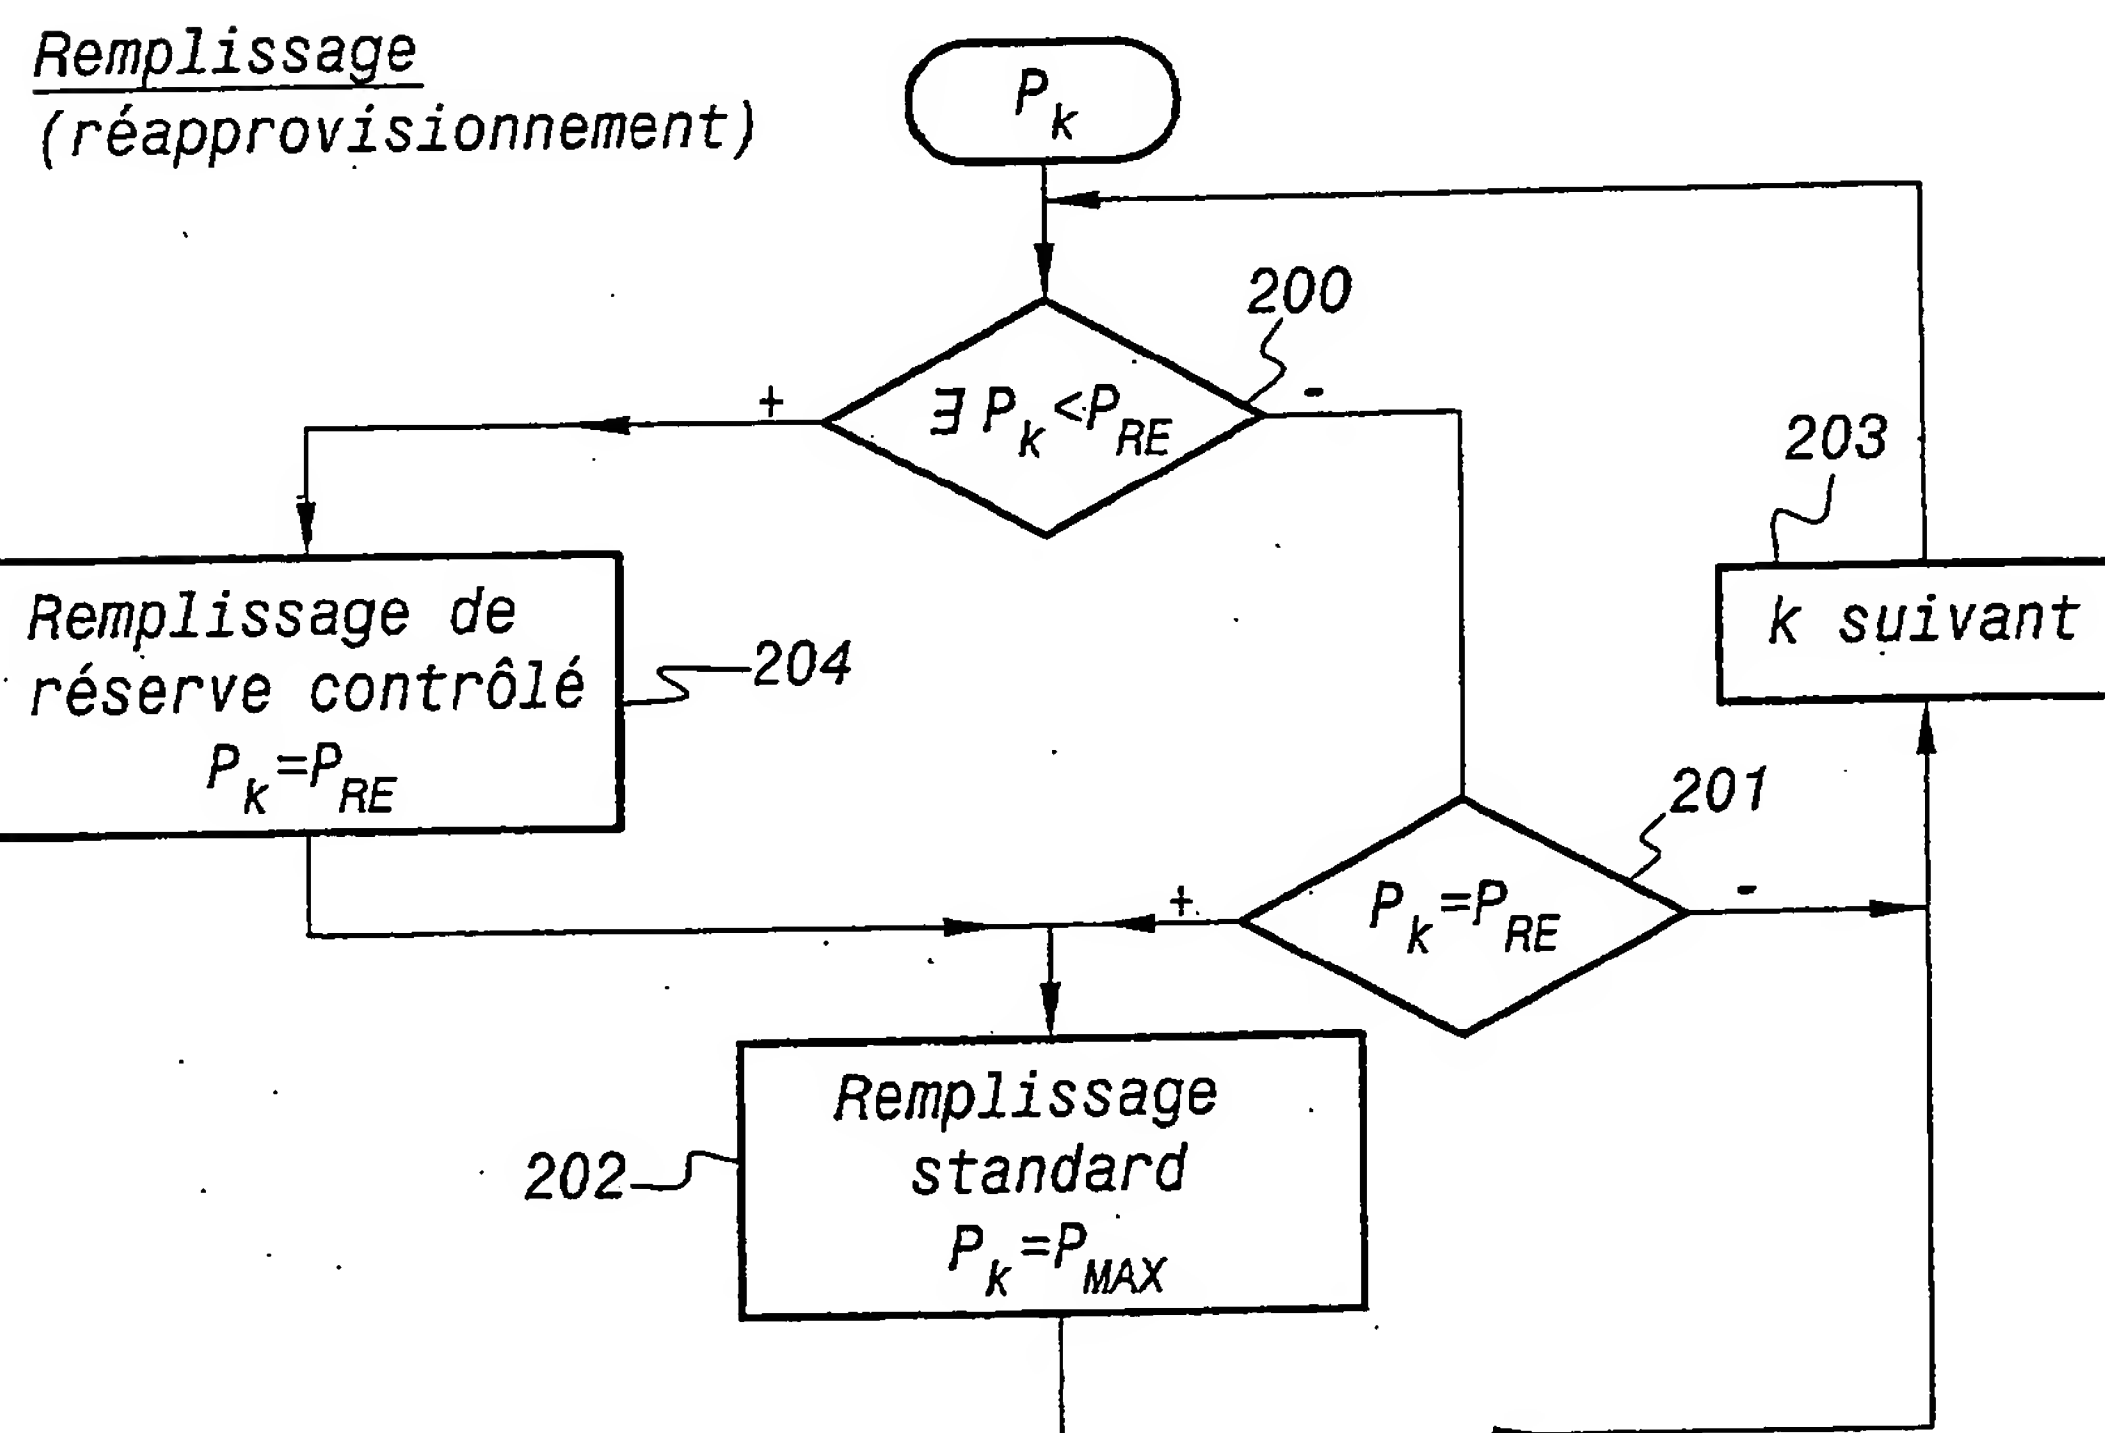 Remplissage
(réapprovisionnement)
P_k
200
+
-
∃ P_k<P_RE
203
k suivant
Remplissage de
réserve contrôlé
P_k=P_RE
204
201
+
-
P_k=P_RE
Remplissage
standard
P_k=P_MAX
202